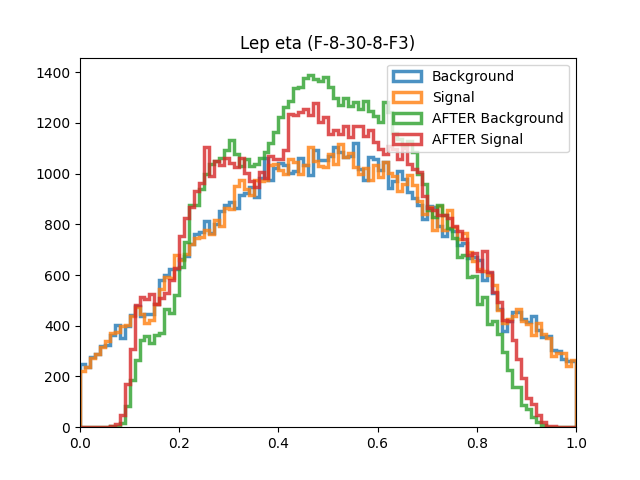 Lep eta (F-8-30-8-F3)
Background
Signal
AFTER Background
AFTER Signal
1400
1200
1000
800
600
400
200
0
0.0 0.2 0.4 0.6 0.8 1.0